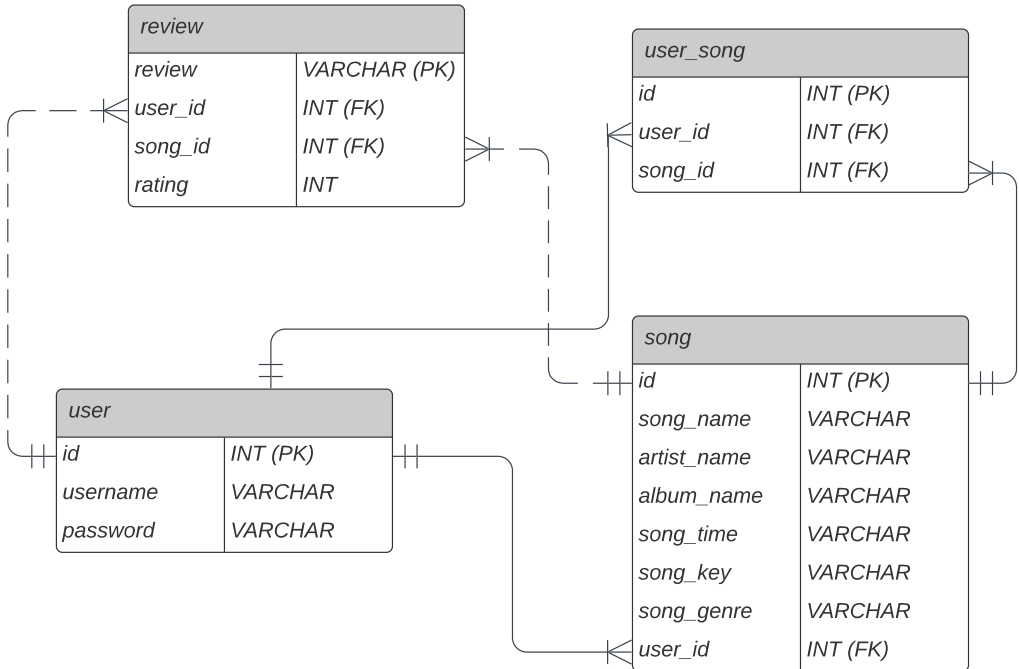 review
review VARCHAR (PK)
user_id INT (FK)
song_id INT (FK)
rating INT
user_song
id INT (PK)
user_id INT (FK)
song_id INT (FK)
user
id INT (PK)
username VARCHAR
password VARCHAR
song
id INT (PK)
song_name VARCHAR
artist_name VARCHAR
album_name VARCHAR
song_time VARCHAR
song_key VARCHAR
song_genre VARCHAR
user_id INT (FK)